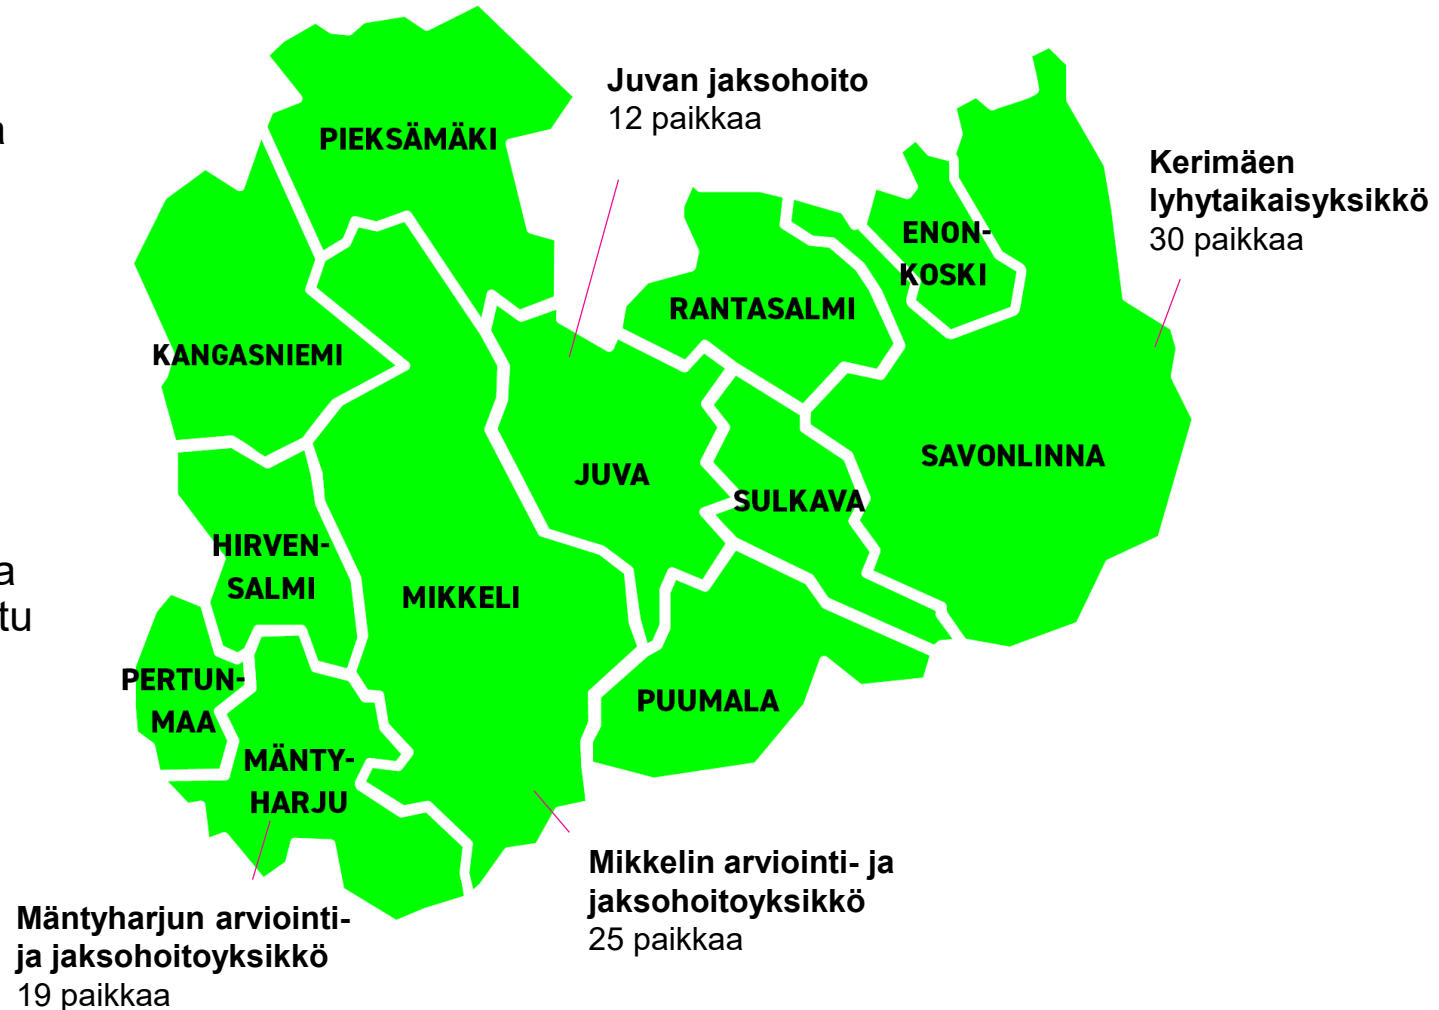 a
a
tu
Juvan jaksohoito
12 paikkaa
Kerimäen
lyhytaikaisyksikkö
30 paikkaa
PIEKSÄMÄKI
ENON-
KOSKI
RANTASALMI
KANGASNIEMI
SAVONLINNA
JUVA
SULKAVA
HIRVEN-
SALMI
MIKKELI
PERTUN-
MAA
PUUMALA
MÄNTY-
HARJU
Mikkelin arviointi- ja
jaksohoitoyksikkö
25 paikkaa
Mäntyharjun arviointi-
ja jaksohoitoyksikkö
19 paikkaa